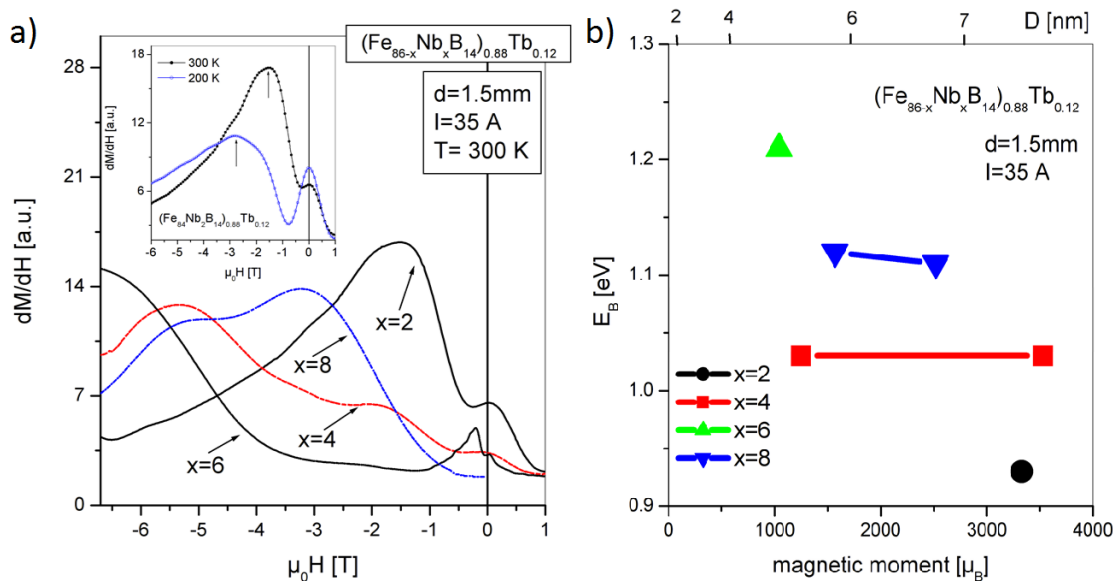 a)
dM/dH [a.u.]
28
21
14
7
0
-6
-5
-4
-3
-2
-1
0
1
μ₀H [T]
(Fe₈₆₋ₓNbₓB₁₄)₀.₈₈Tb₀.₁₂
d=1.5mm
I=35 A
T= 300 K
x=2
x=8
x=4
x=6
dM/dH [a.u.]
18
15
12
9
6
300 K
200 K
(Fe₈₄Nb₂B₁₄)₀.₈₈Tb₀.₁₂
-6
-5
-4
-3
-2
-1
0
1
μ₀H [T]
b)
2
4
6
7
D [nm]
E_B [eV]
1.3
1.2
1.1
1.0
0.9
(Fe₈₆₋ₓNbₓB₁₄)₀.₈₈Tb₀.₁₂
d=1.5mm
I=35 A
x=2
x=4
x=6
x=8
0
1000
2000
3000
4000
magnetic moment [μ_B]